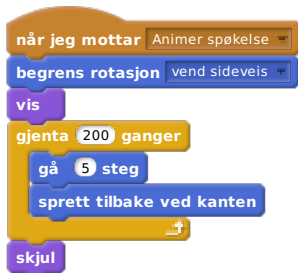 når jeg mottar Animer spøkelse
begrens rotasjon vend sideveis
vis
gjenta 200 ganger
gå 5 steg
sprett tilbake ved kanten
skjul